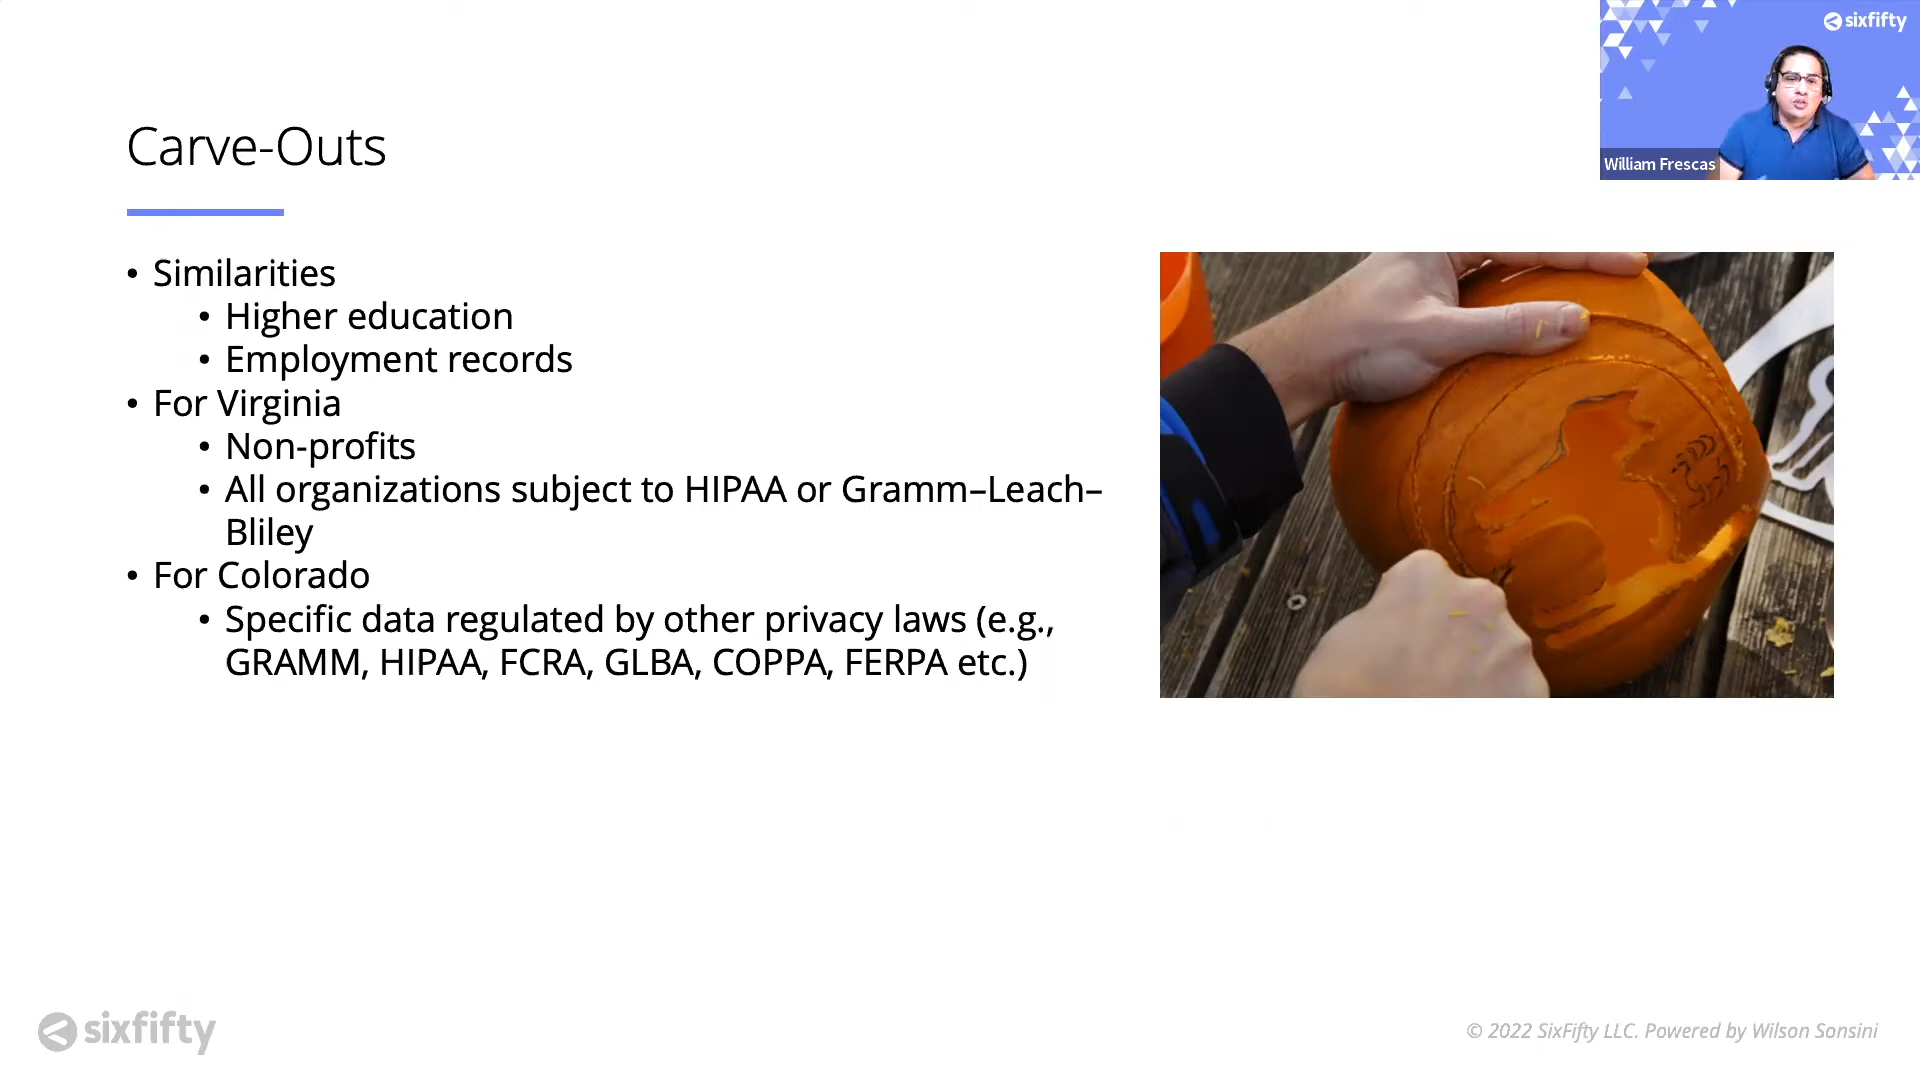 sixfifty
William Frescas
Carve-Outs
• Similarities
• Higher education
• Employment records
• For Virginia
• Non-profits
• All organizations subject to HIPAA or Gramm–Leach–
Bliley
• For Colorado
• Specific data regulated by other privacy laws (e.g.,
GRAMM, HIPAA, FCRA, GLBA, COPPA, FERPA etc.)
sixfifty
© 2022 SixFifty LLC. Powered by Wilson Sonsini